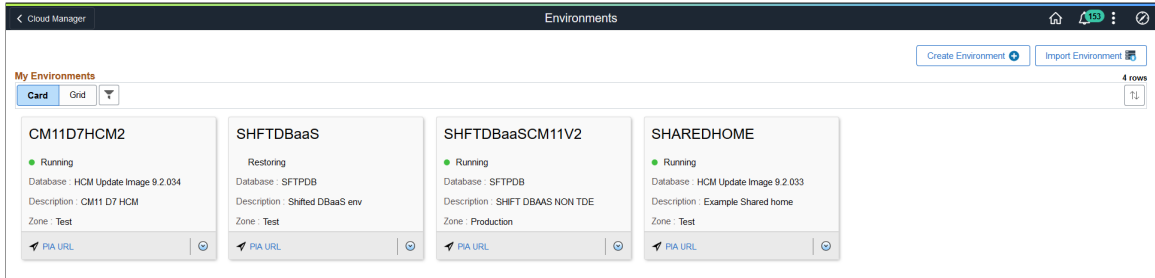 Cloud Manager
Environments
153
Create Environment
Import Environment
My Environments
4 rows
Card Grid
CM11D7HCM2
Running
Database : HCM Update Image 9.2.034
Description : CM11 D7 HCM
Zone : Test
PIA URL
SHFTDBaaS
Restoring
Database : SFTPDB
Description : Shifted DBaaS env
Zone : Test
PIA URL
SHFTDBaaSCM11V2
Running
Database : SFTPDB
Description : SHIFT DBAAS NON TDE
Zone : Production
PIA URL
SHAREDHOME
Running
Database : HCM Update Image 9.2.033
Description : Example Shared home
Zone : Test
PIA URL